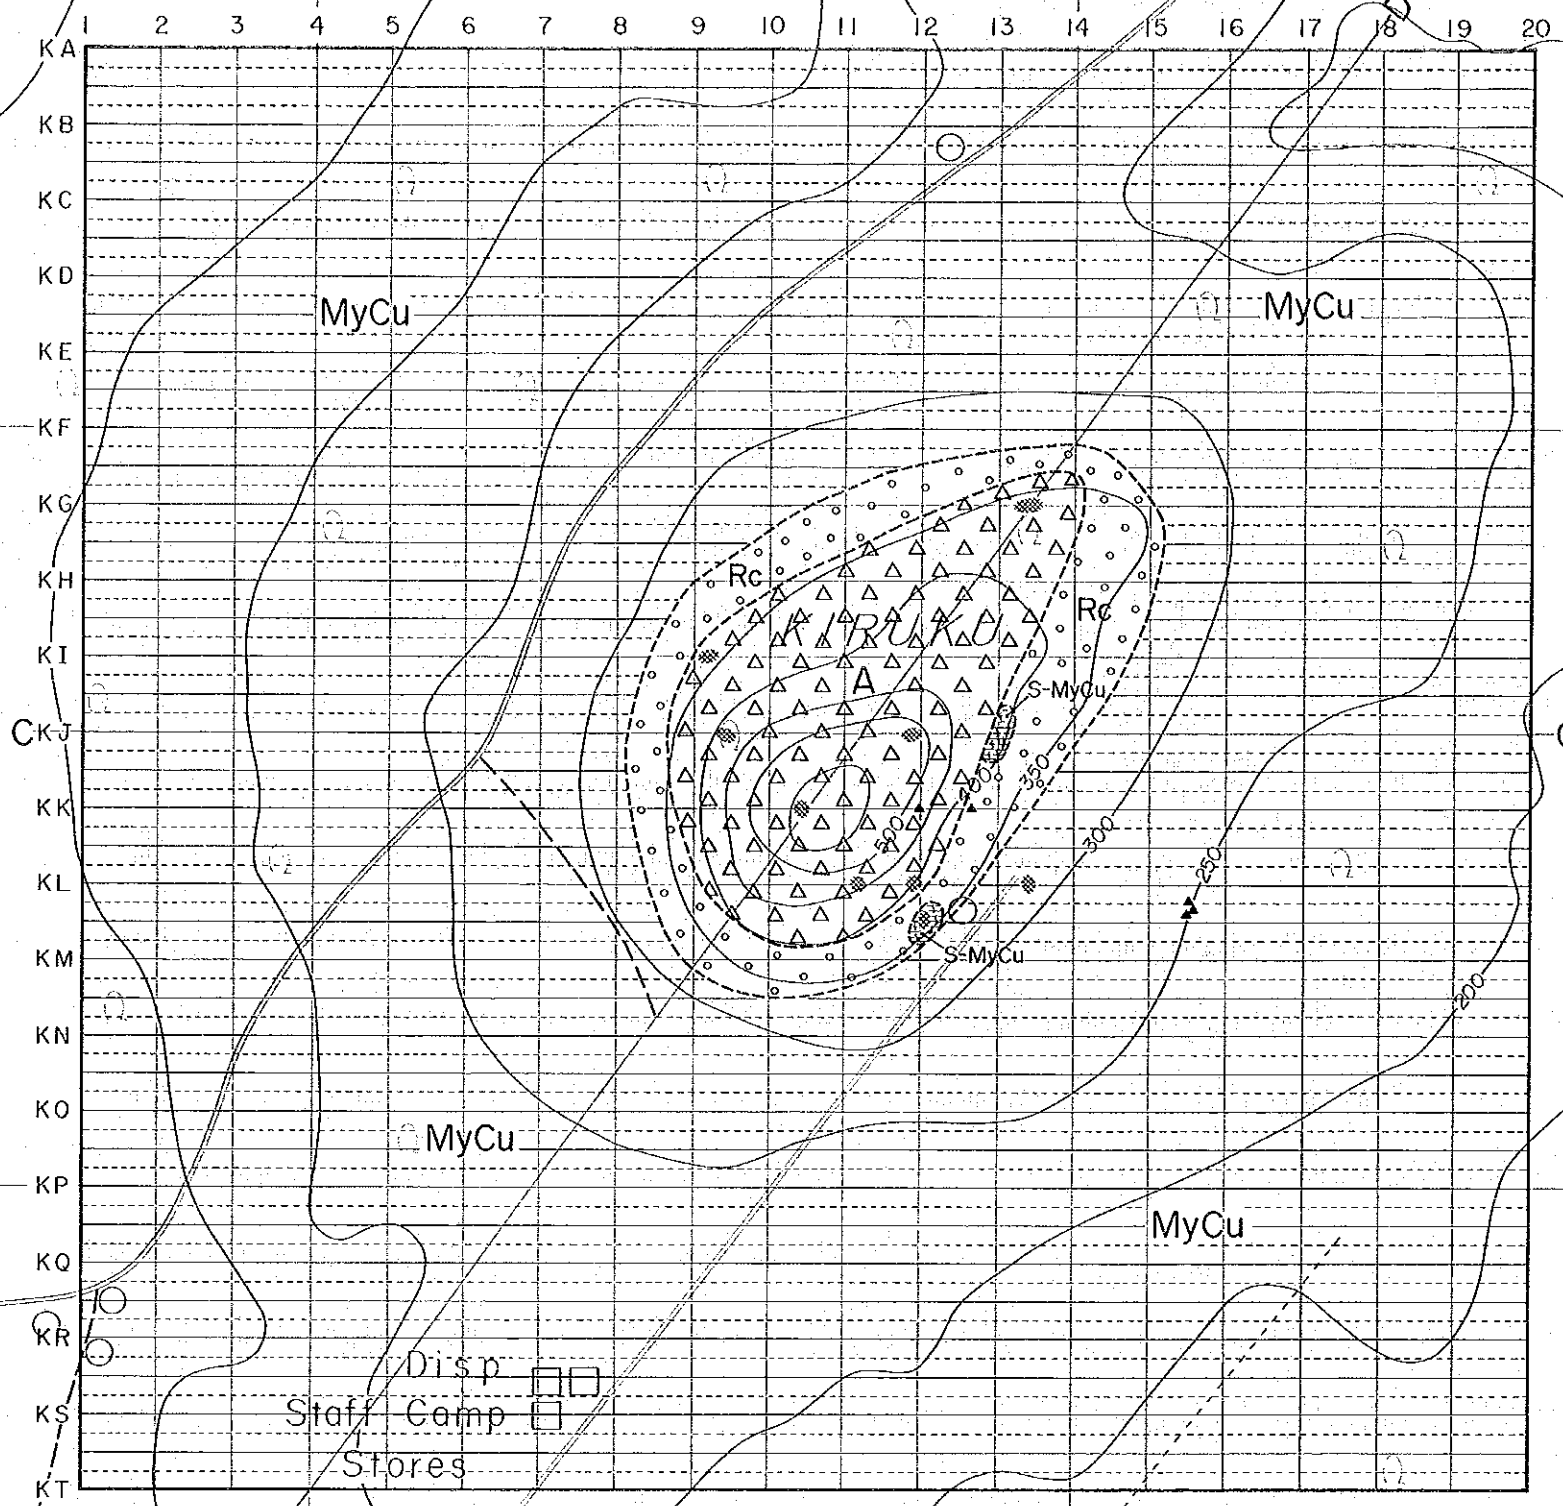 1 2 3 4 5 6 7 8 9 10 11 12 13 14 15 16 17 18 19 20
D
KA
KB
KC
KD
MyCu
MyCu
KE
KF
KG
KH
Rc
Rc
KIRUKU
KI
A
S-MyCu
C KJ
C
400
350
KK
500
300
250
KL
KM
S-MyCu
200
KN
KO
MyCu
KP
MyCu
KQ
KR
Disp
KS
Staff Camp
Stores
KT